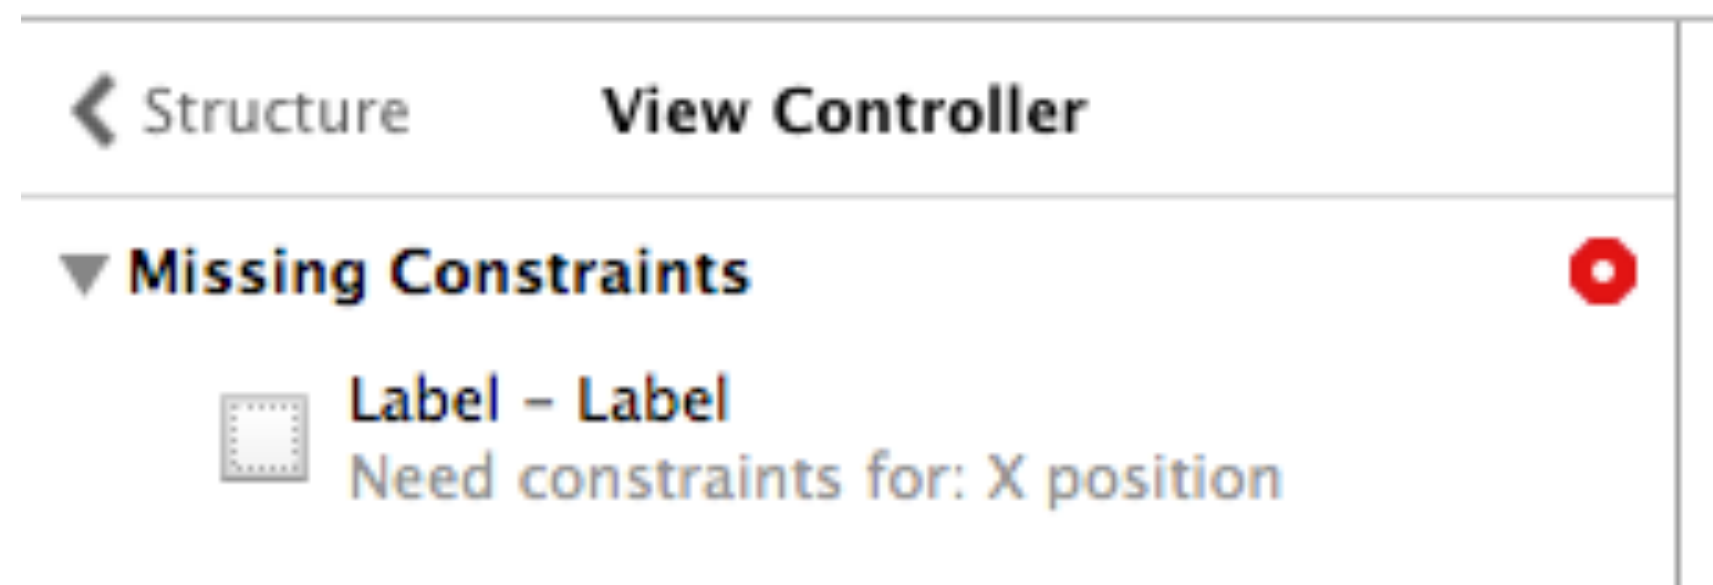 Structure View Controller
Missing Constraints
Label – Label
Need constraints for: X position